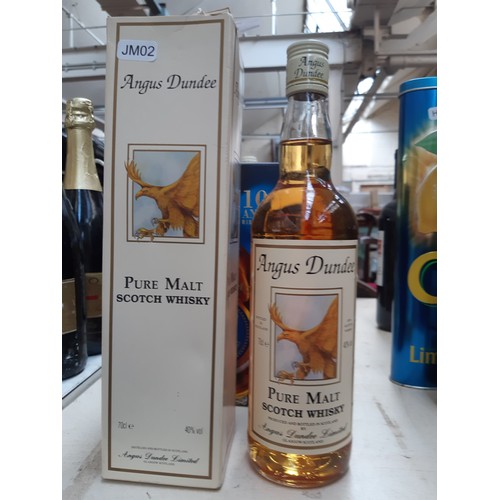 JM02
Angus Dundee
PURE MALT
SCOTCH WHISKY
70cl e
40% vol
Angus Dundee Limited
Angus
Dundee
Angus Dundee
PURE MALT
SCOTCH WHISKY
Angus Dundee Limited
10
Lim